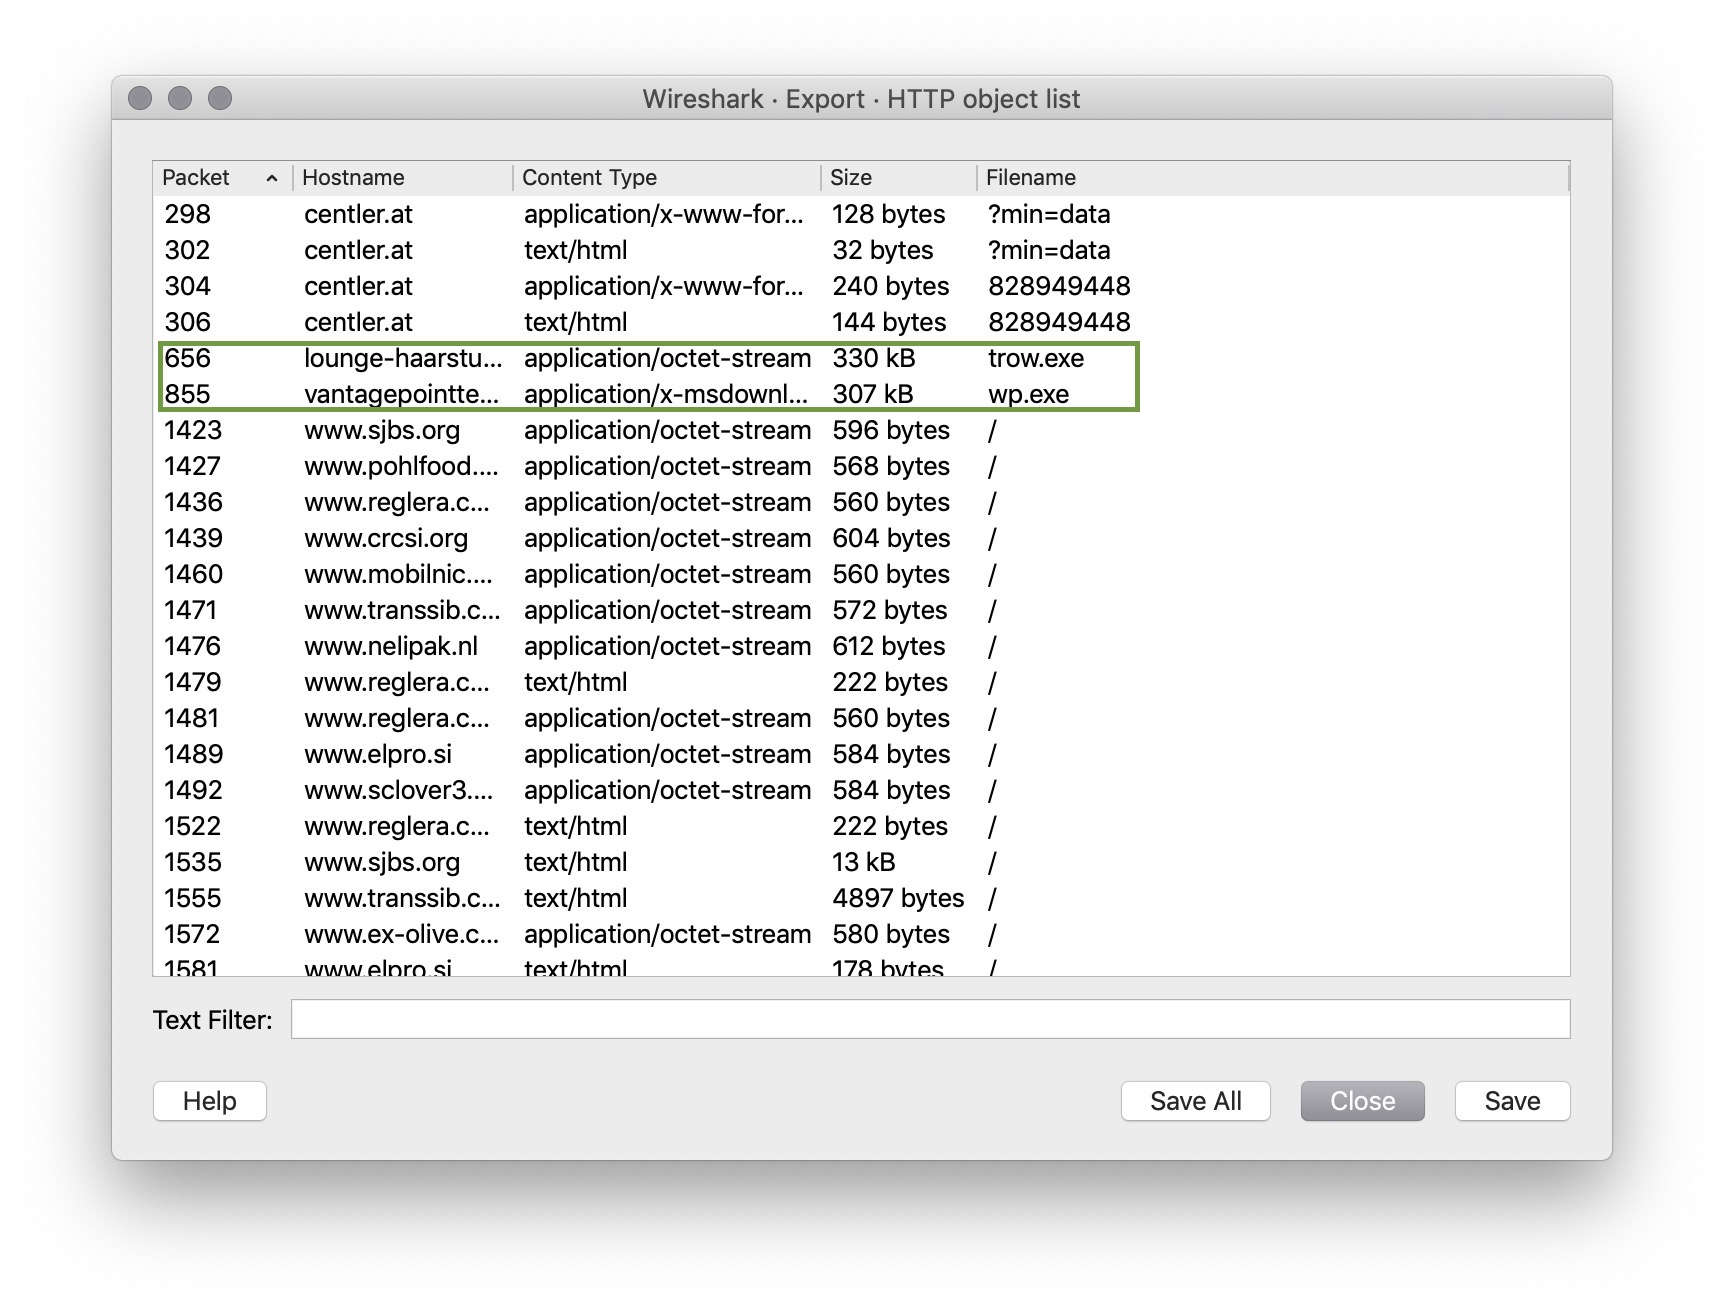 Wireshark · Export · HTTP object list
Packet Hostname Content Type Size Filename
298 centler.at application/x-www-for... 128 bytes ?min=data
302 centler.at text/html 32 bytes ?min=data
304 centler.at application/x-www-for... 240 bytes 828949448
306 centler.at text/html 144 bytes 828949448
656 lounge-haarstu... application/octet-stream 330 kB trow.exe
855 vantagepointte... application/x-msdownl... 307 kB wp.exe
1423 www.sjbs.org application/octet-stream 596 bytes /
1427 www.pohlfood.... application/octet-stream 568 bytes /
1436 www.reglera.c... application/octet-stream 560 bytes /
1439 www.crcsi.org application/octet-stream 604 bytes /
1460 www.mobilnic.... application/octet-stream 560 bytes /
1471 www.transsib.c... application/octet-stream 572 bytes /
1476 www.nelipak.nl application/octet-stream 612 bytes /
1479 www.reglera.c... text/html 222 bytes /
1481 www.reglera.c... application/octet-stream 560 bytes /
1489 www.elpro.si application/octet-stream 584 bytes /
1492 www.sclover3.... application/octet-stream 584 bytes /
1522 www.reglera.c... text/html 222 bytes /
1535 www.sjbs.org text/html 13 kB /
1555 www.transsib.c... text/html 4897 bytes /
1572 www.ex-olive.c... application/octet-stream 580 bytes /
1581 www.elpro.si text/html 178 bytes /
Text Filter:
Help Save All Close Save